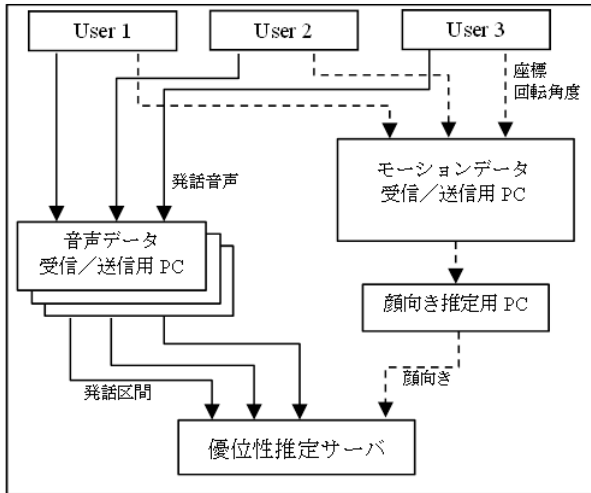 User 1
User 2
User 3
座標
回転角度
発話音声
モーションデータ
受信／送信用 PC
音声データ
受信／送信用 PC
顔向き推定用 PC
発話区間
顔向き
優位性推定サーバ